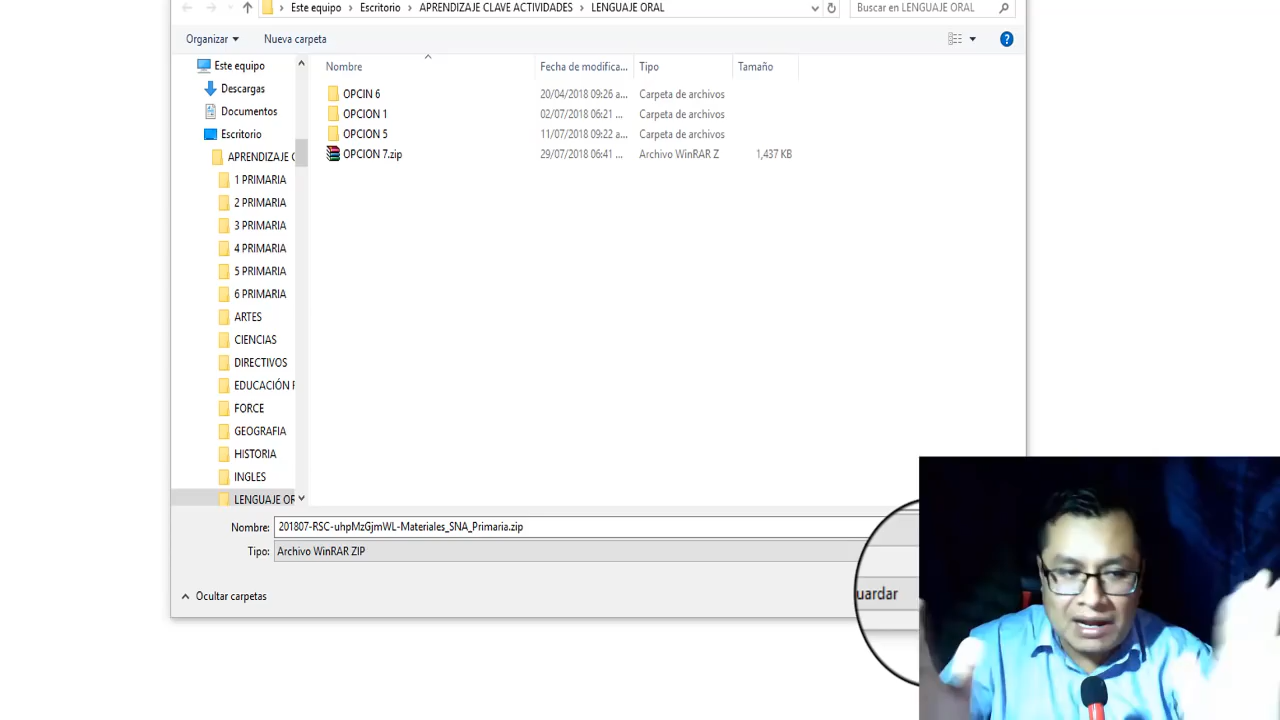 Este equipo > Escritorio > APRENDIZAJE CLAVE ACTIVIDADES > LENGUAJE ORAL
Buscar en LENGUAJE ORAL
Organizar
Nueva carpeta
Este equipo
Descargas
Documentos
Escritorio
APRENDIZAJE C
1 PRIMARIA
2 PRIMARIA
3 PRIMARIA
4 PRIMARIA
5 PRIMARIA
6 PRIMARIA
ARTES
CIENCIAS
DIRECTIVOS
EDUCACIÓN F
FORCE
GEOGRAFIA
HISTORIA
INGLES
LENGUAJE OR
Nombre Fecha de modifica... Tipo Tamaño
OPCIN 6 20/04/2018 09:26 a... Carpeta de archivos
OPCION 1 02/07/2018 06:21 ... Carpeta de archivos
OPCION 5 11/07/2018 09:22 a... Carpeta de archivos
OPCION 7.zip 29/07/2018 06:41 ... Archivo WinRAR Z 1,437 KB
Nombre: 201807-RSC-uhpMzGjmWL-Materiales_SNA_Primaria.zip
Tipo: Archivo WinRAR ZIP
Ocultar carpetas
uardar